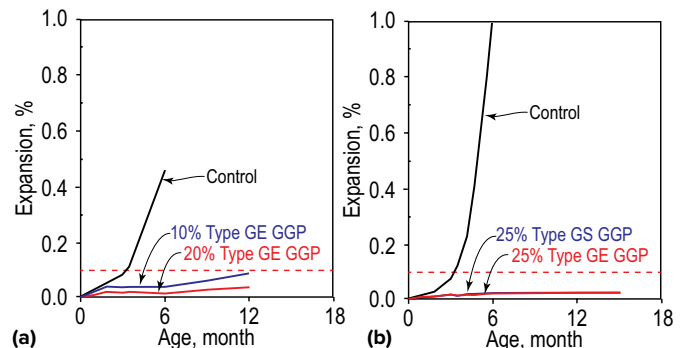 1.0
0.8
0.6
0.4
0.2
0.0
Expansion, %
Control
10% Type GE GGP
20% Type GE GGP
0
6
12
18
Age, month
(a)
1.0
0.8
0.6
0.4
0.2
0.0
Expansion, %
Control
25% Type GS GGP
25% Type GE GGP
0
6
12
18
Age, month
(b)